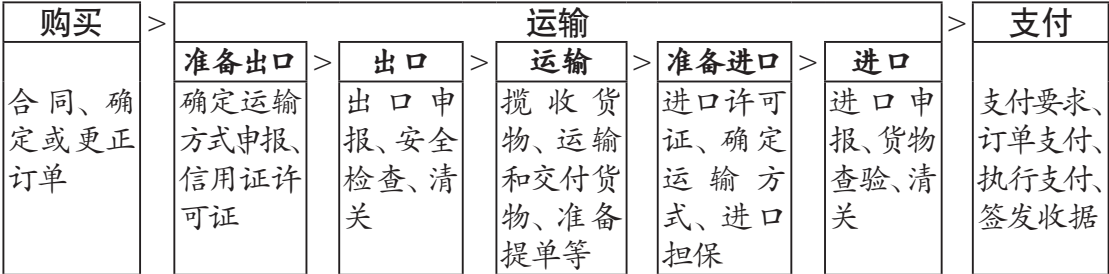 购买 > 运输 > 支付
准备出口 > 出口 > 运输 > 准备进口 > 进口
合同、确定或更正订单
确定运输方式申报、信用证许可证
出口申报、安全检查、清关
揽收货物、运输和交付货物、准备提单等
进口许可证、确定运输方式、进口担保
进口申报、货物查验、清关
支付要求、订单支付、执行支付、签发收据